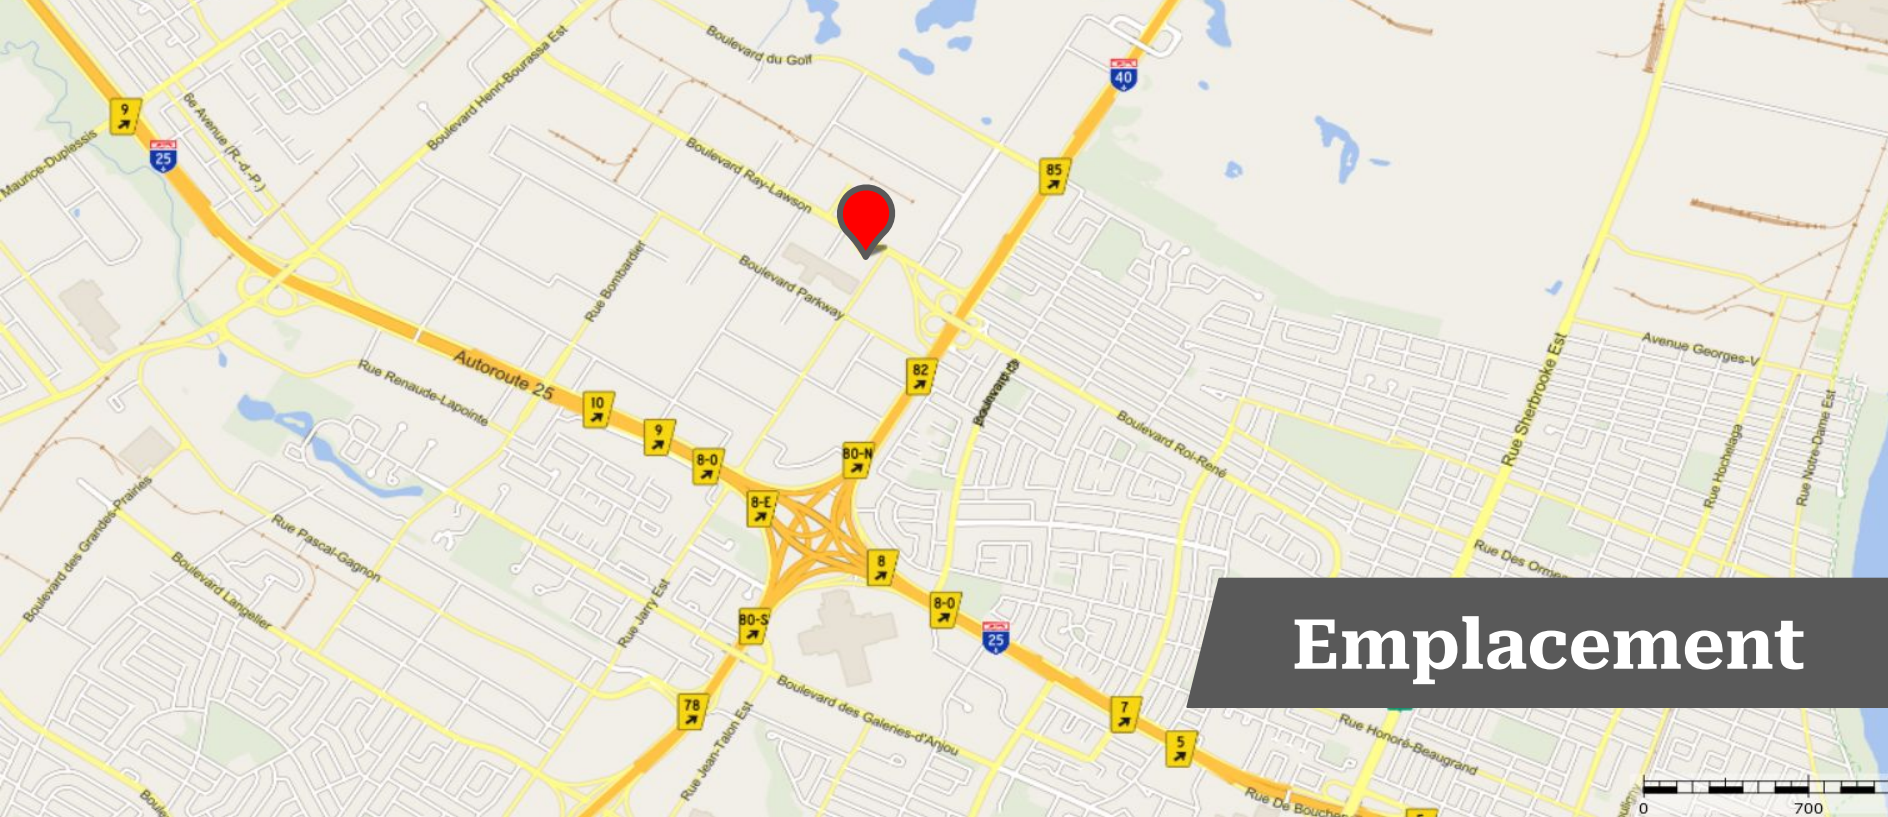 Boulevard du Golf
40
Boulevard Henri-Bourassa Est
9
6e Avenue (R.-d.-P.)
25
Maurice-Duplessis
Boulevard Ray-Lawson
85
Rue Bombardier
Boulevard Parkway
Autoroute 25
Rue Renaude-Lapointe
82
10
9
8-O
80-N
8-E
Boulevard Roi-René
Rue Sherbrooke Est
Avenue Georges-V
Rue Hochelaga
Rue Notre-Dame Est
Boulevard des Grandes-Prairies
Rue Pascal-Gagnon
Boulevard Langelier
Rue Jarry Est
8
8-O
25
80-S
78
Rue Des Ormea
Emplacement
Boulevard des Galeries-d'Anjou
Rue Jean-Talon Est
7
5
Rue Honoré-Beaugrand
Rue De Bouche
Boule
0
700